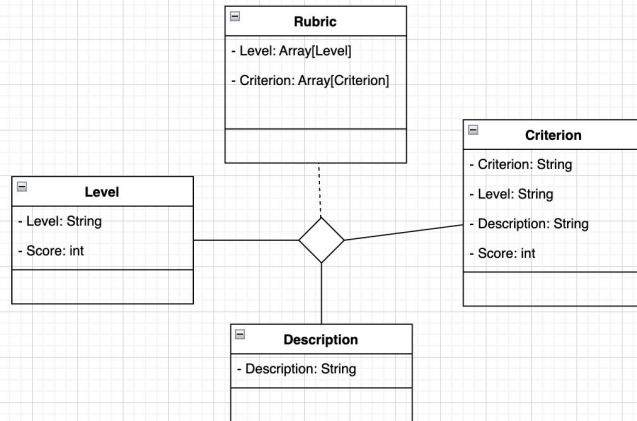 Rubric
- Level: Array[Level]
- Criterion: Array[Criterion]
Level
- Level: String
- Score: int
Criterion
- Criterion: String
- Level: String
- Description: String
- Score: int
Description
- Description: String